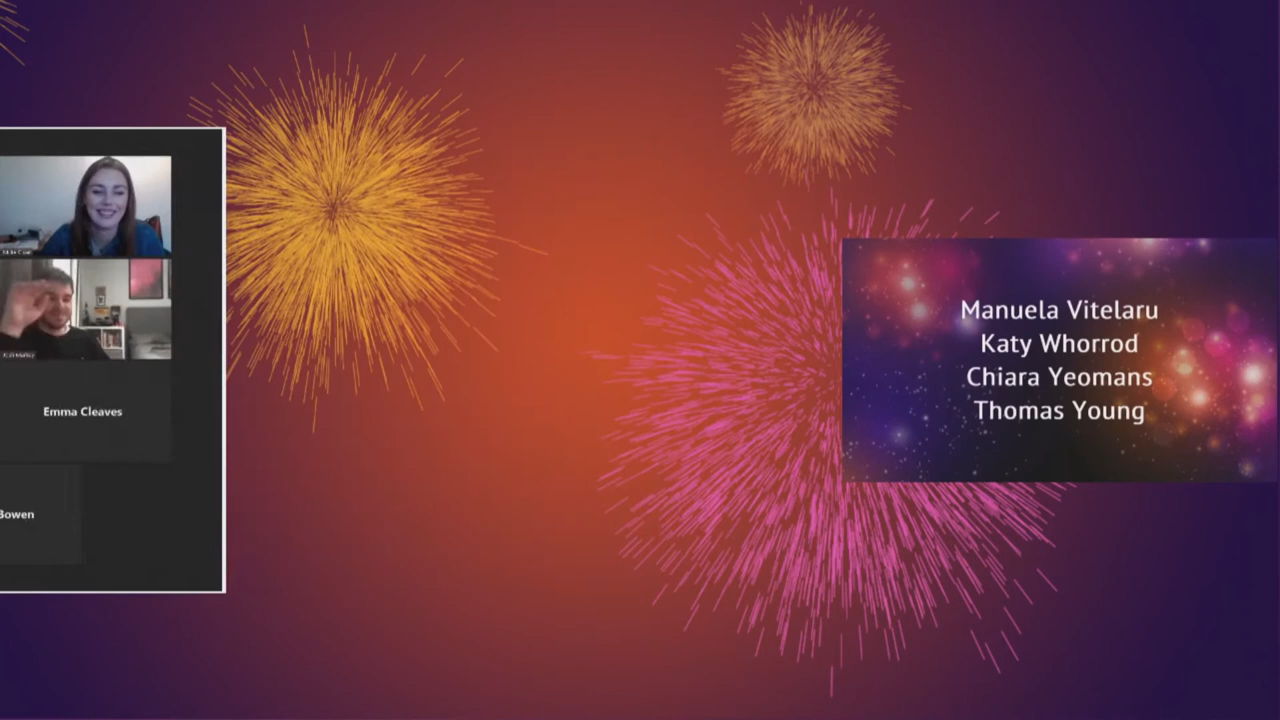 Emma Cleaves
Bowen
Manuela Vitelaru
Katy Whorrod
Chiara Yeomans
Thomas Young